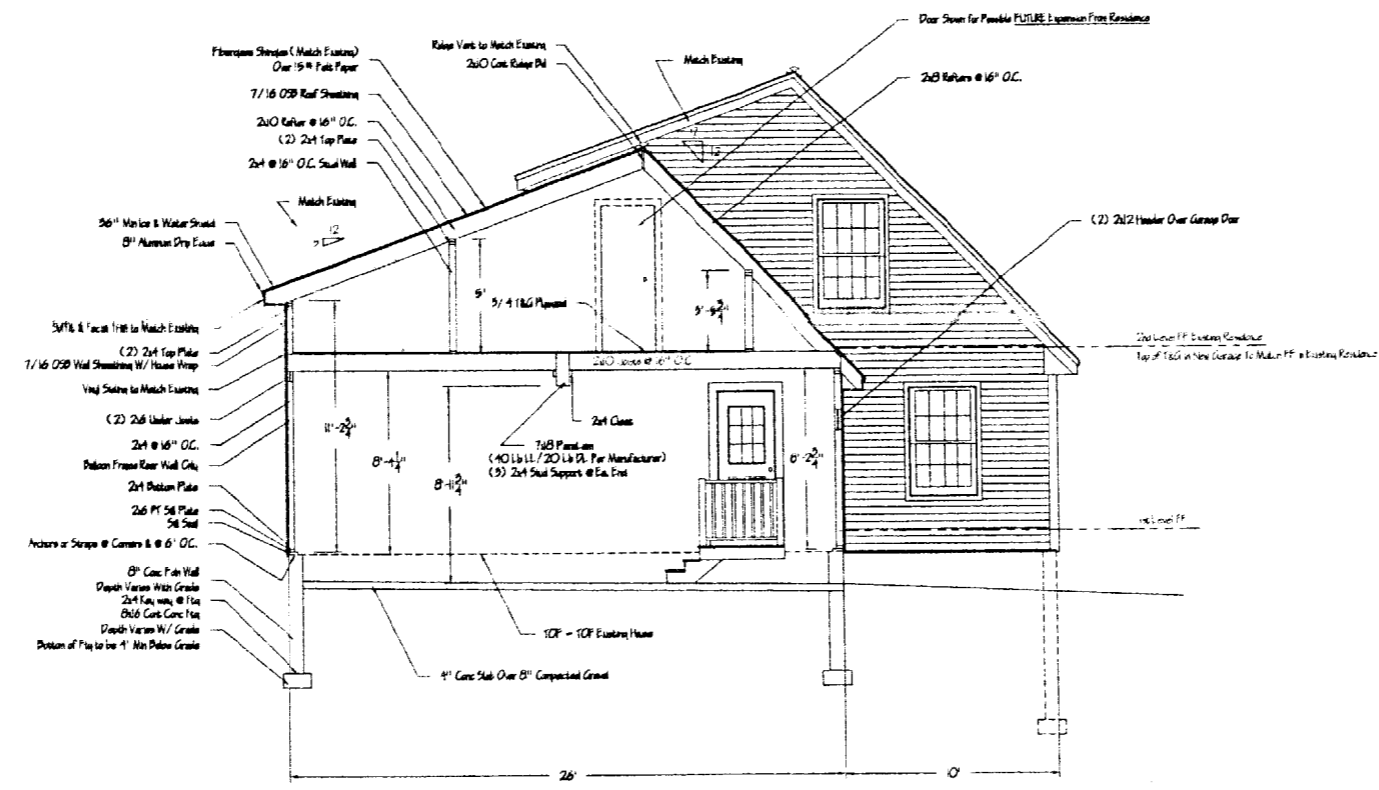 Door Shown for Possible FUTURE Expansion From Residence
Ridge Vent to Match Existing
2x10 Cont Ridge Bd
Match Existing
Fiberglass Shingles (Match Existing)
Over 15# Felt Paper
7/16 OSB Roof Sheathing
2x10 Rafter @ 16" O.C.
(2) 2x4 Top Plate
2x4 @ 16" O.C. Stud Wall
2x8 Rafters @ 16" O.C.
12
Match Existing
12
7
36" Min Ice & Water Shield
8" Aluminum Drip Edge
(2) 2x12 Header Over Garage Door
5'
3/4 T&G Plywood
3'-8 3/4"
Soffit & Facia Trim to Match Existing
(2) 2x4 Top Plate
7/16 OSB Wall Sheathing W/ House Wrap
Vinyl Siding to Match Existing
(2) 2x6 Under Joists
2x4 @ 16" O.C.
Balloon Frame Rear Wall Only
2x4 Bottom Plate
2x6 PT Sill Plate
Sill Seal
Anchors or Straps @ Corners & @ 6' O.C.
8" Conc Fdn Wall
Depth Varies With Grade
2x4 Key way @ Ftg
8x16 Cont Conc Ftg
Depth Varies W/ Grade
Bottom of Ftg to be 4' Min Below Grade
2nd Level FF Existing Residence
Top of T&G in New Garage To Match FF in Existing Residence
2x10 Joists @ 16" O.C.
2x4 Cleat
7x18 Paralam
(40 Lb LL / 20 Lb DL Per Manufacturer)
(3) 2x4 Stud Support @ Ea. End
11'-2 3/4"
8'-4 1/4"
8'-11 3/4"
8'-2 3/4"
1st Level FF
TOF = TOF Existing House
4" Conc Slab Over 8" Compacted Gravel
26'
10'